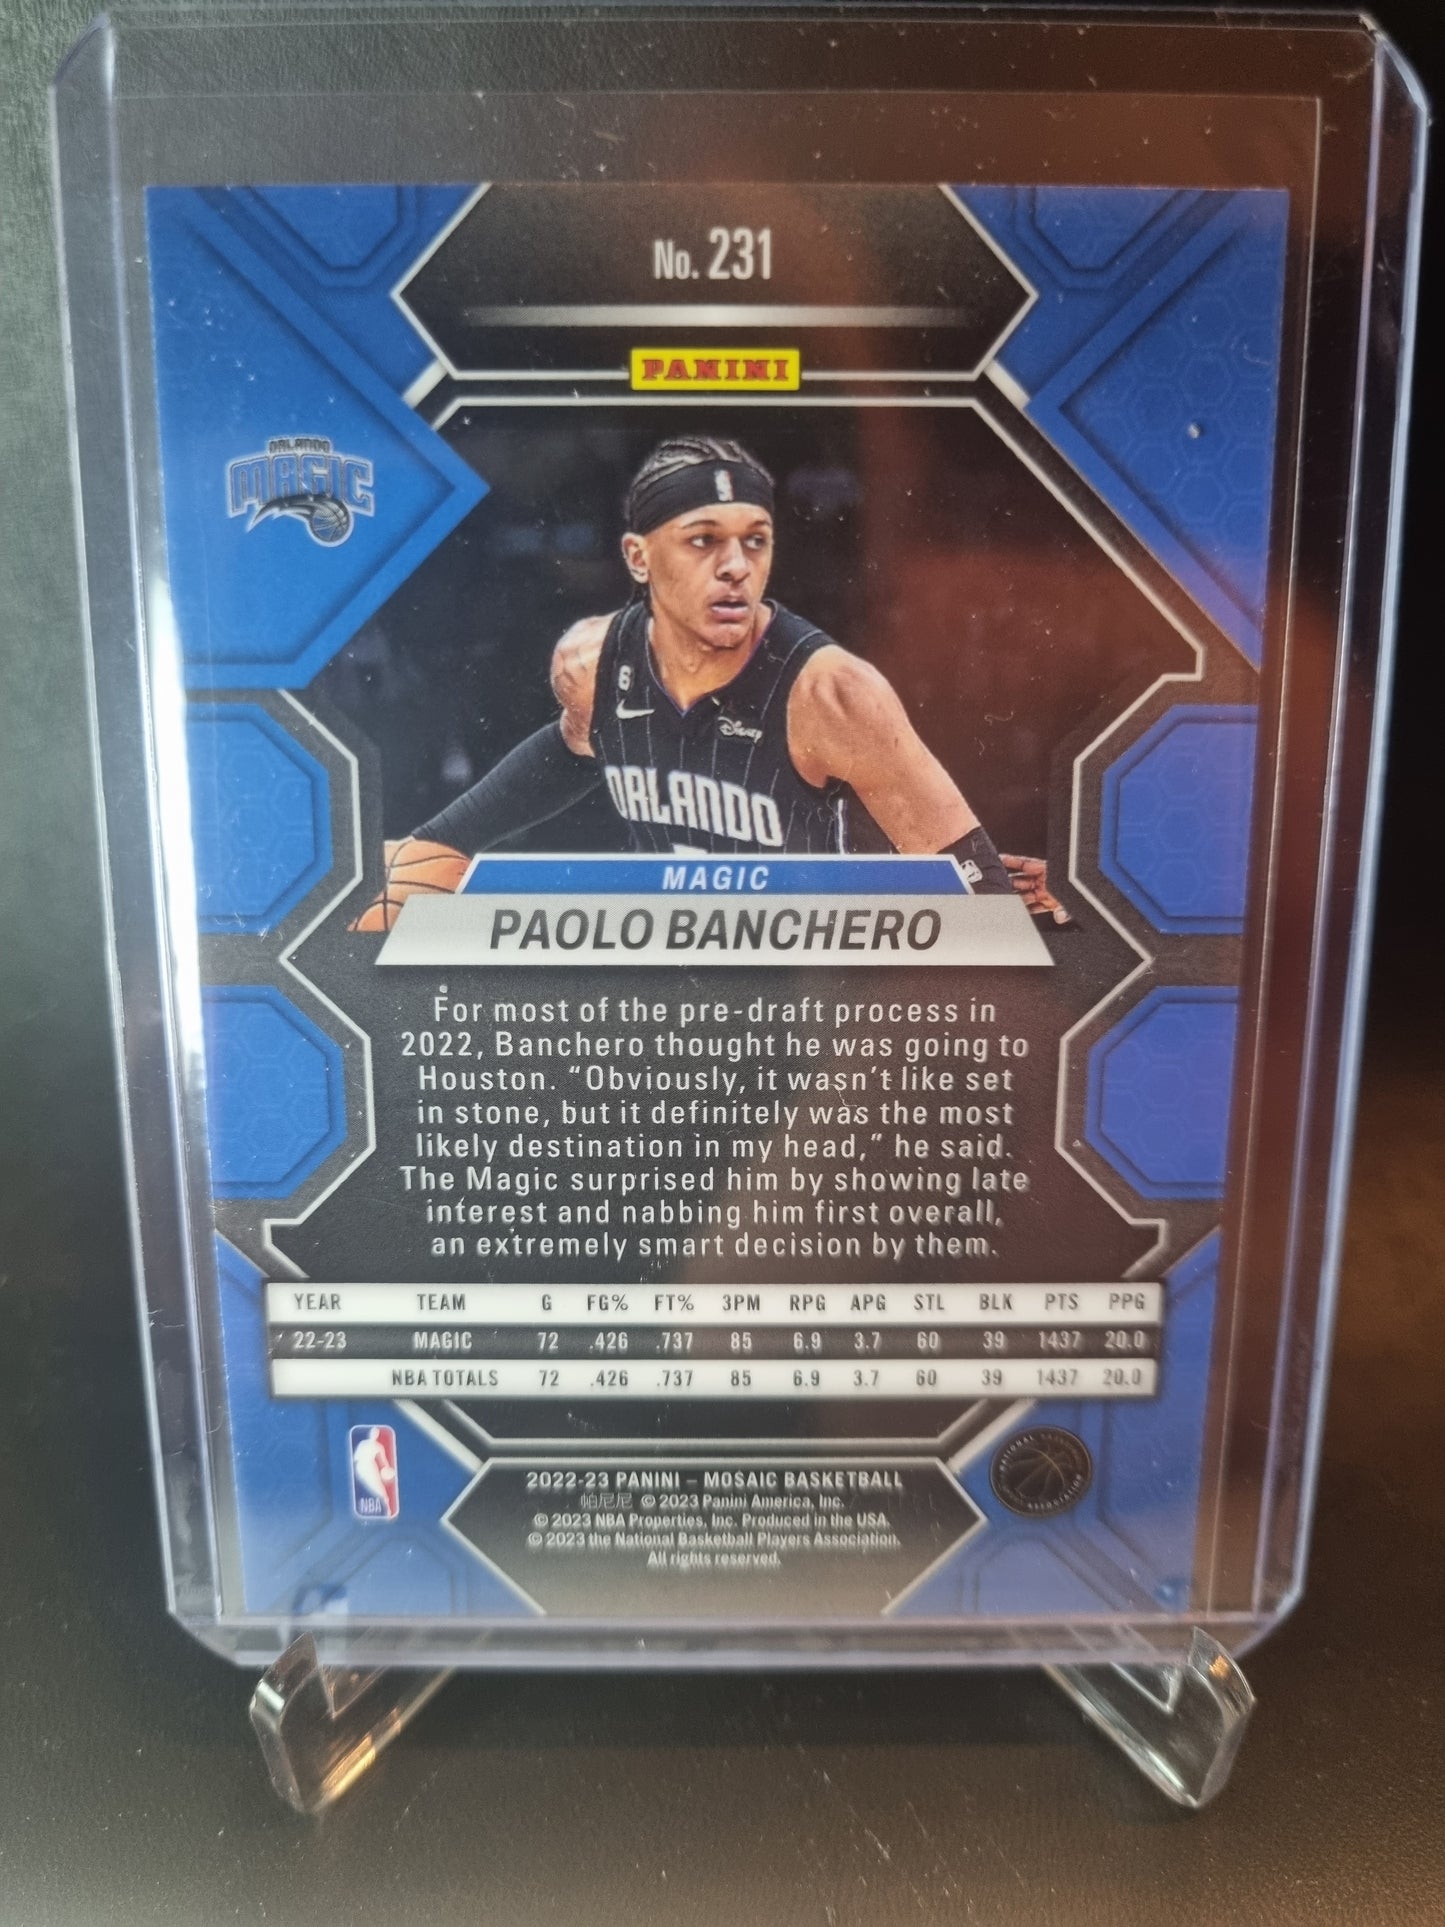 No. 231
PANINI
ORLANDO
MAGIC
6
Disney
ORLANDO
MAGIC
PAOLO BANCHERO
For most of the pre-draft process in
2022, Banchero thought he was going to
Houston. “Obviously, it wasn’t like set
in stone, but it definitely was the most
likely destination in my head,” he said.
The Magic surprised him by showing late
interest and nabbing him first overall,
an extremely smart decision by them.
YEAR TEAM G FG% FT% 3PM RPG APG STL BLK PTS PPG
22-23 MAGIC 72 .426 .737 85 6.9 3.7 60 39 1437 20.0
NBA TOTALS 72 .426 .737 85 6.9 3.7 60 39 1437 20.0
NBA
NATIONAL BASKETBALL
PLAYERS ASSOCIATION
2022-23 PANINI – MOSAIC BASKETBALL
帕尼尼 © 2023 Panini America, Inc.
© 2023 NBA Properties, Inc. Produced in the USA.
© 2023 the National Basketball Players Association.
All rights reserved.